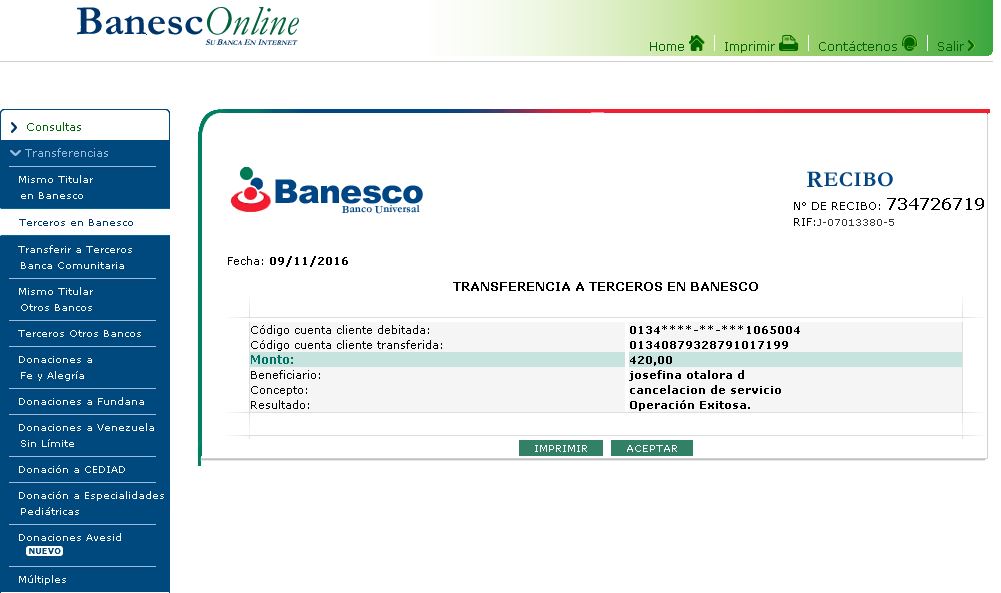 BanescOnline
SU BANCA EN INTERNET
Home Imprimir Contáctenos Salir
Consultas
Transferencias
Mismo Titular
en Banesco
Terceros en Banesco
Transferir a Terceros
Banca Comunitaria
Mismo Titular
Otros Bancos
Terceros Otros Bancos
Donaciones a
Fe y Alegría
Donaciones a Fundana
Donaciones a Venezuela
Sin Límite
Donación a CEDIAD
Donación a Especialidades
Pediátricas
Donaciones Avesid
NUEVO
Múltiples
Banesco
Banco Universal
RECIBO
Nº DE RECIBO: 734726719
RIF:J-07013380-5
Fecha: 09/11/2016
TRANSFERENCIA A TERCEROS EN BANESCO
Código cuenta cliente debitada: 0134****-**-***1065004
Código cuenta cliente transferida: 01340879328791017199
Monto: 420,00
Beneficiario: josefina otalora d
Concepto: cancelacion de servicio
Resultado: Operación Exitosa.
IMPRIMIR ACEPTAR